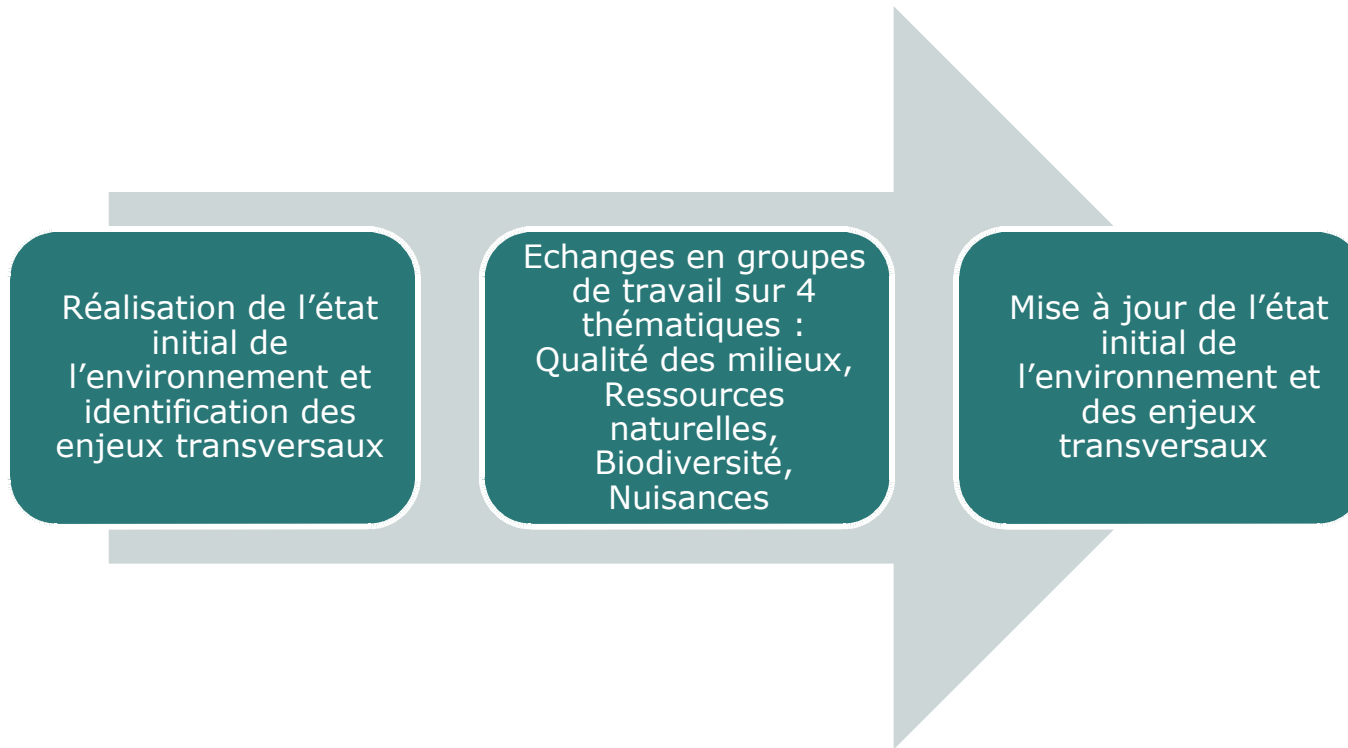 Réalisation de l’état
initial de
l’environnement et
identification des
enjeux transversaux
Echanges en groupes
de travail sur 4
thématiques :
Qualité des milieux,
Ressources
naturelles,
Biodiversité,
Nuisances
Mise à jour de l’état
initial de
l’environnement et
des enjeux
transversaux